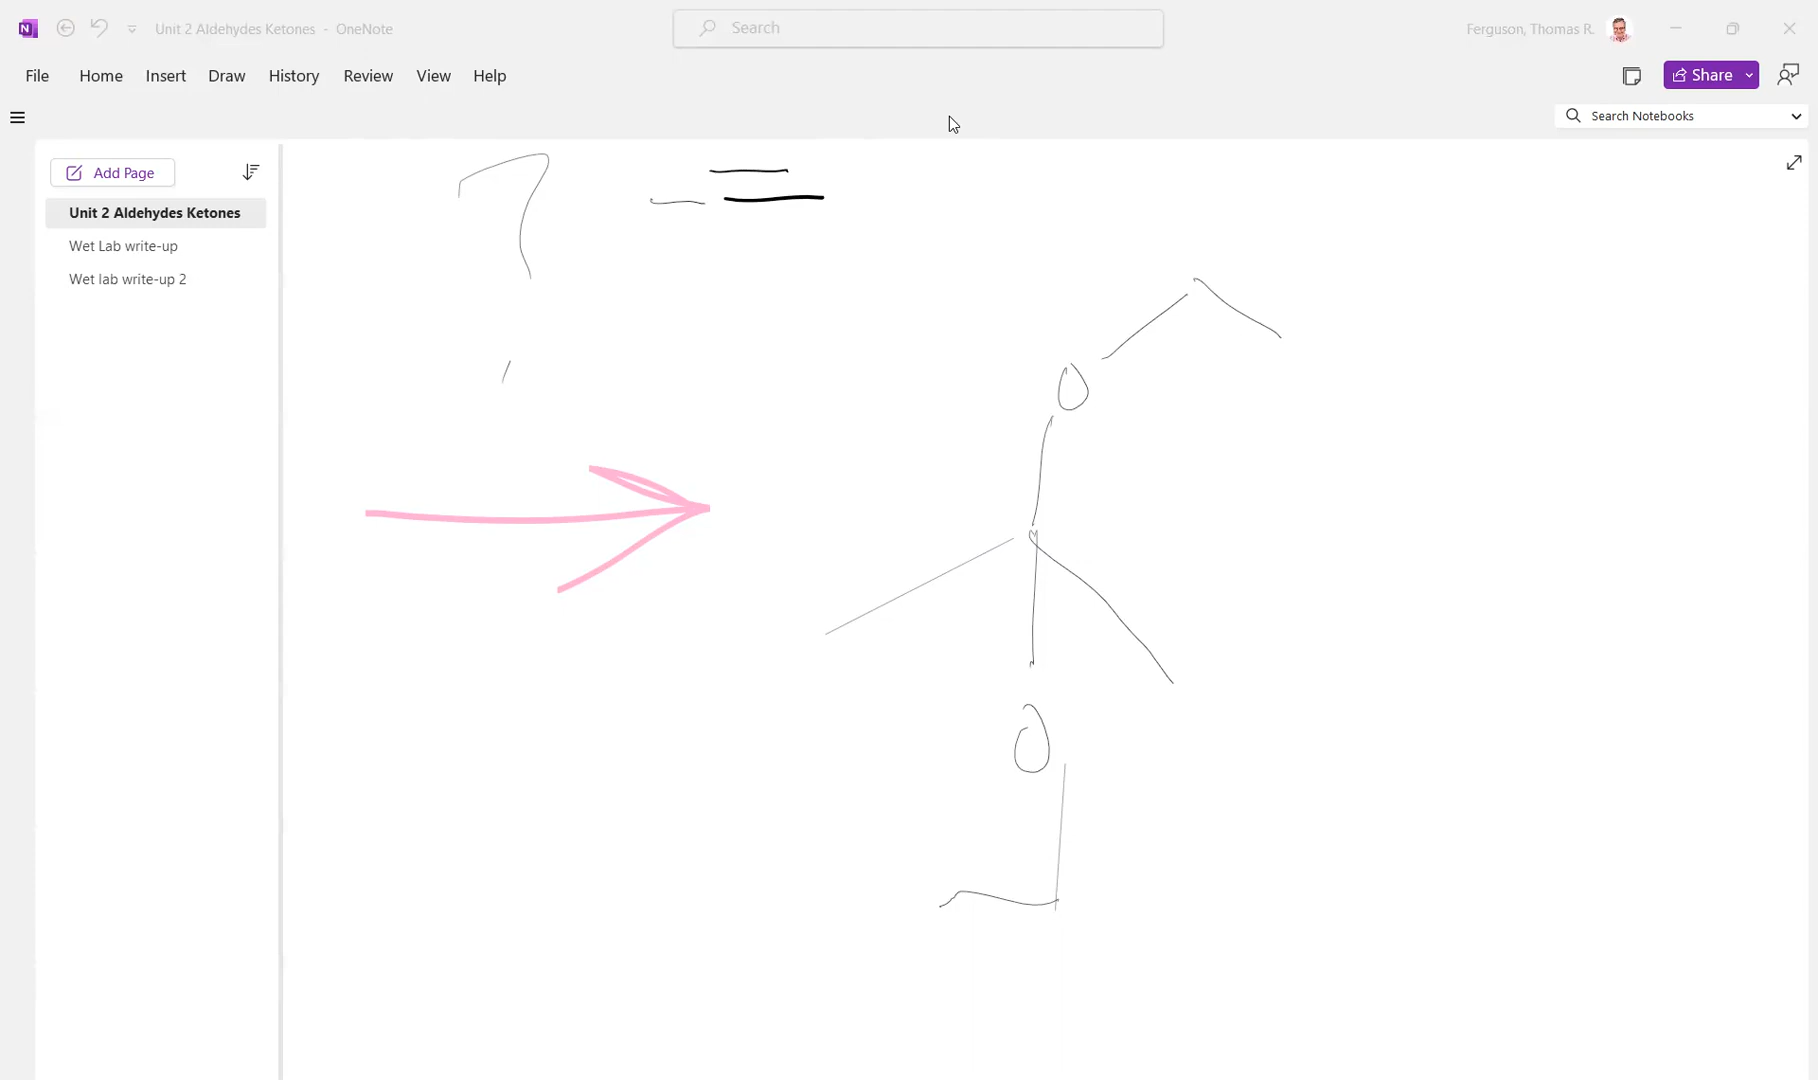 Unit 2 Aldehydes Ketones - OneNote
Search
Ferguson, Thomas R.
File Home Insert Draw History Review View Help
Share
Search Notebooks
Add Page
Unit 2 Aldehydes Ketones
Wet Lab write-up
Wet lab write-up 2
?
O
O